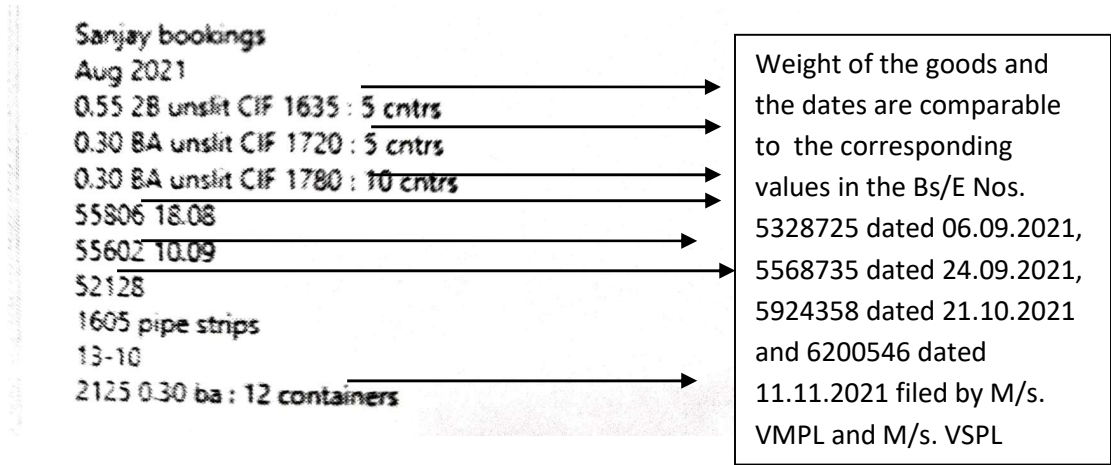 Sanjay bookings
Aug 2021
0.55 2B unslit CIF 1635 : 5 cntrs
0.30 BA unslit CIF 1720 : 5 cntrs
0.30 BA unslit CIF 1780 : 10 cntrs
55806 18.08
55602 10.09
52128
1605 pipe strips
13-10
2125 0.30 ba : 12 containers
Weight of the goods and
the dates are comparable
to the corresponding
values in the Bs/E Nos.
5328725 dated 06.09.2021,
5568735 dated 24.09.2021,
5924358 dated 21.10.2021
and 6200546 dated
11.11.2021 filed by M/s.
VMPL and M/s. VSPL